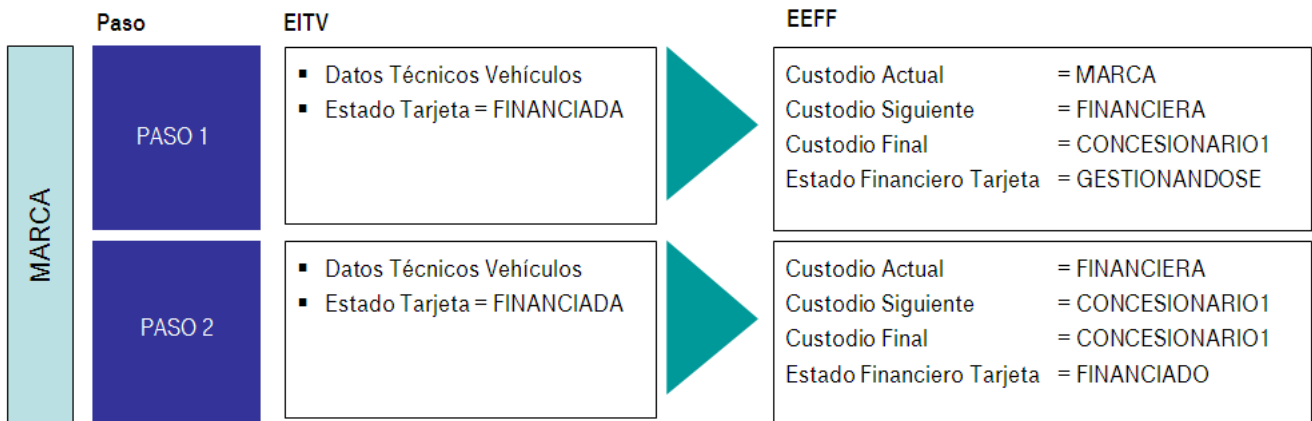 Paso EITV EEFF
MARCA
PASO 1
▪ Datos Técnicos Vehículos
▪ Estado Tarjeta = FINANCIADA
Custodio Actual = MARCA
Custodio Siguiente = FINANCIERA
Custodio Final = CONCESIONARIO1
Estado Financiero Tarjeta = GESTIONANDOSE
PASO 2
▪ Datos Técnicos Vehículos
▪ Estado Tarjeta = FINANCIADA
Custodio Actual = FINANCIERA
Custodio Siguiente = CONCESIONARIO1
Custodio Final = CONCESIONARIO1
Estado Financiero Tarjeta = FINANCIADO